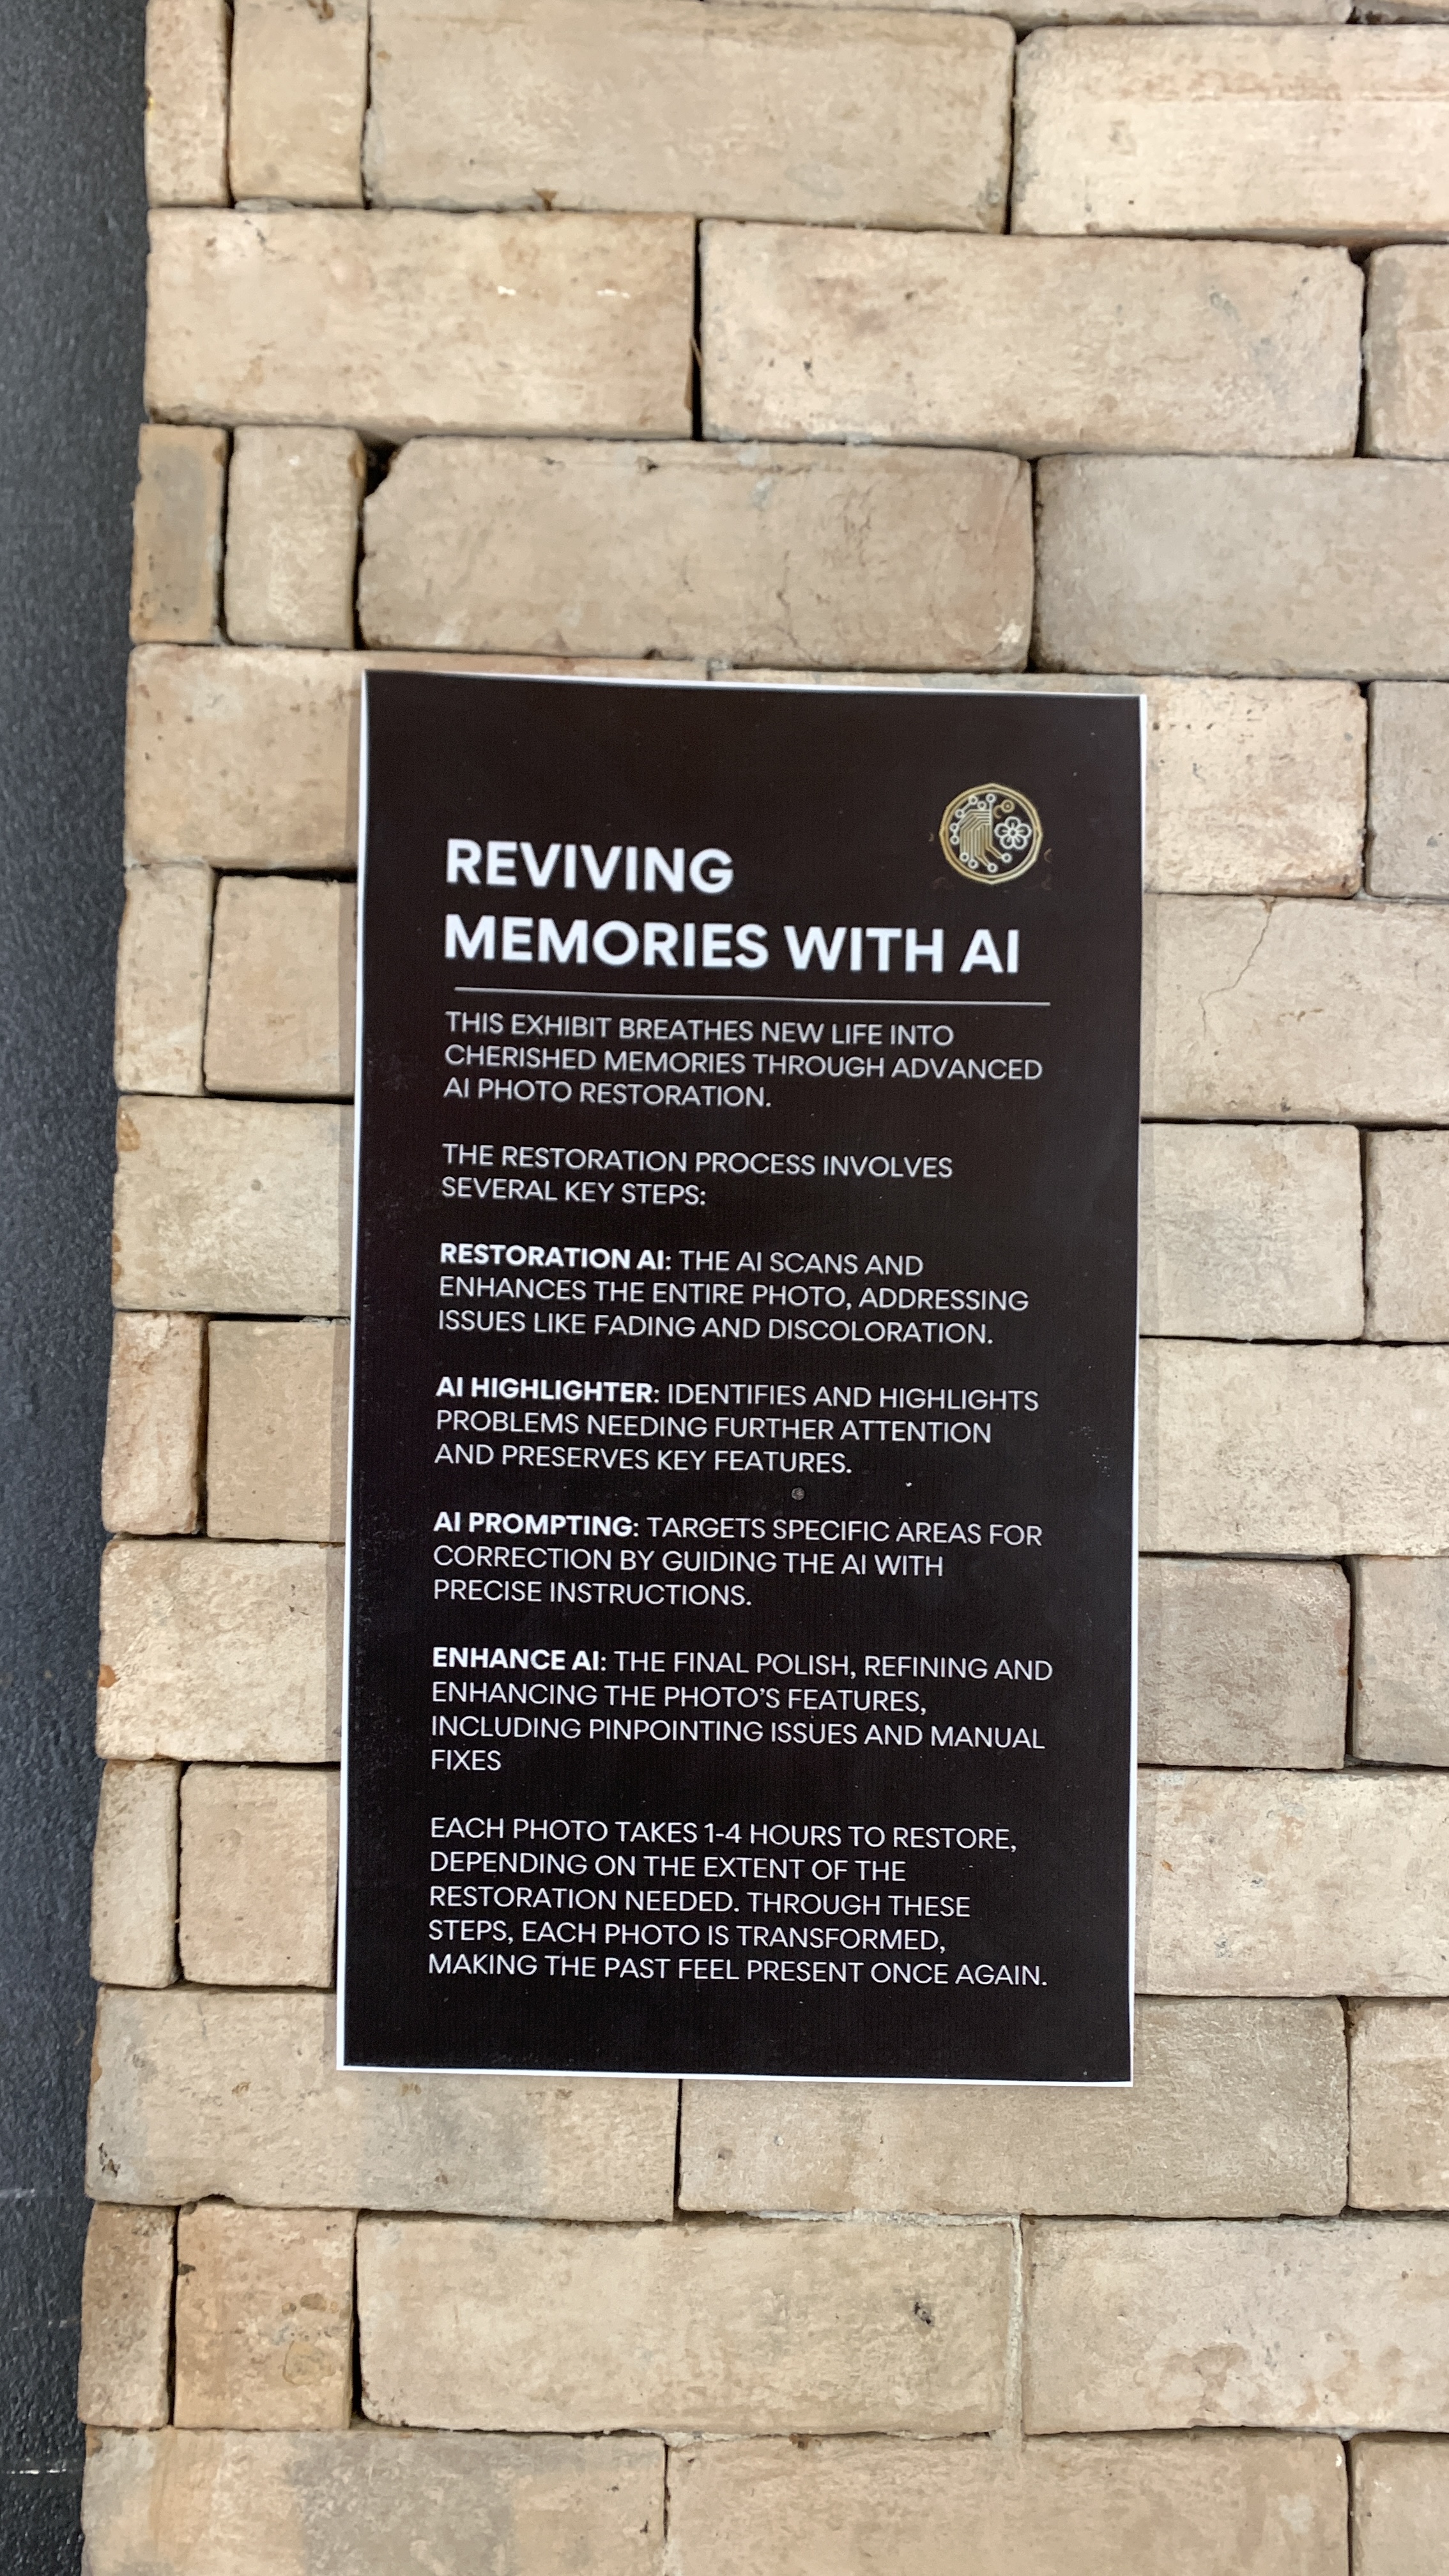 REVIVING
MEMORIES WITH AI
THIS EXHIBIT BREATHES NEW LIFE INTO
CHERISHED MEMORIES THROUGH ADVANCED
AI PHOTO RESTORATION.
THE RESTORATION PROCESS INVOLVES
SEVERAL KEY STEPS:
RESTORATION AI: THE AI SCANS AND
ENHANCES THE ENTIRE PHOTO, ADDRESSING
ISSUES LIKE FADING AND DISCOLORATION.
AI HIGHLIGHTER: IDENTIFIES AND HIGHLIGHTS
PROBLEMS NEEDING FURTHER ATTENTION
AND PRESERVES KEY FEATURES.
AI PROMPTING: TARGETS SPECIFIC AREAS FOR
CORRECTION BY GUIDING THE AI WITH
PRECISE INSTRUCTIONS.
ENHANCE AI: THE FINAL POLISH, REFINING AND
ENHANCING THE PHOTO'S FEATURES,
INCLUDING PINPOINTING ISSUES AND MANUAL
FIXES
EACH PHOTO TAKES 1-4 HOURS TO RESTORE,
DEPENDING ON THE EXTENT OF THE
RESTORATION NEEDED. THROUGH THESE
STEPS, EACH PHOTO IS TRANSFORMED,
MAKING THE PAST FEEL PRESENT ONCE AGAIN.